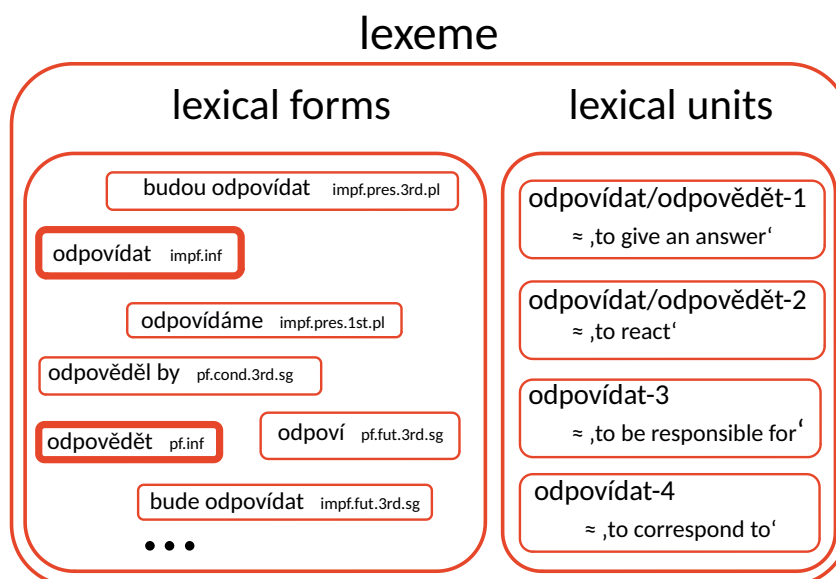 lexeme
lexical forms
budou odpovídat impf.pres.3rd.pl
odpovídat impf.inf
odpovídáme impf.pres.1st.pl
odpověděl by pf.cond.3rd.sg
odpovědět pf.inf
odpoví pf.fut.3rd.sg
bude odpovídat impf.fut.3rd.sg
•••
lexical units
odpovídat/odpovědět-1
≈ ‚to give an answer‘
odpovídat/odpovědět-2
≈ ‚to react‘
odpovídat-3
≈ ‚to be responsible for‘
odpovídat-4
≈ ‚to correspond to‘